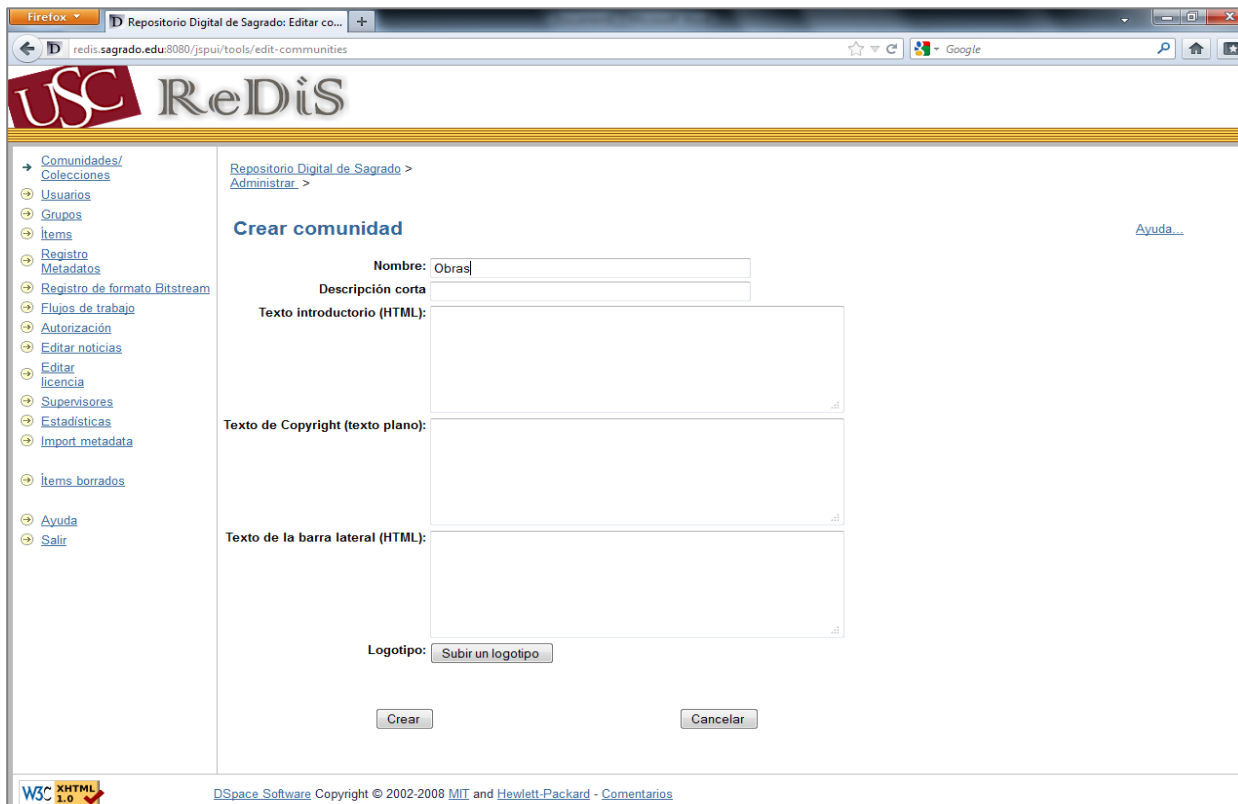 Firefox
Repositorio Digital de Sagrado: Editar co...
redis.sagrado.edu:8080/jspui/tools/edit-communities
Google
USC ReDiS
Comunidades/
Colecciones
Usuarios
Grupos
Ítems
Registro
Metadatos
Registro de formato Bitstream
Flujos de trabajo
Autorización
Editar noticias
Editar
licencia
Supervisores
Estadísticas
Import metadata
Ítems borrados
Ayuda
Salir
Repositorio Digital de Sagrado >
Administrar >
Crear comunidad
Ayuda...
Nombre: Obras
Descripción corta
Texto introductorio (HTML):
Texto de Copyright (texto plano):
Texto de la barra lateral (HTML):
Logotipo: Subir un logotipo
Crear Cancelar
W3C XHTML 1.0
DSpace Software Copyright © 2002-2008 MIT and Hewlett-Packard - Comentarios